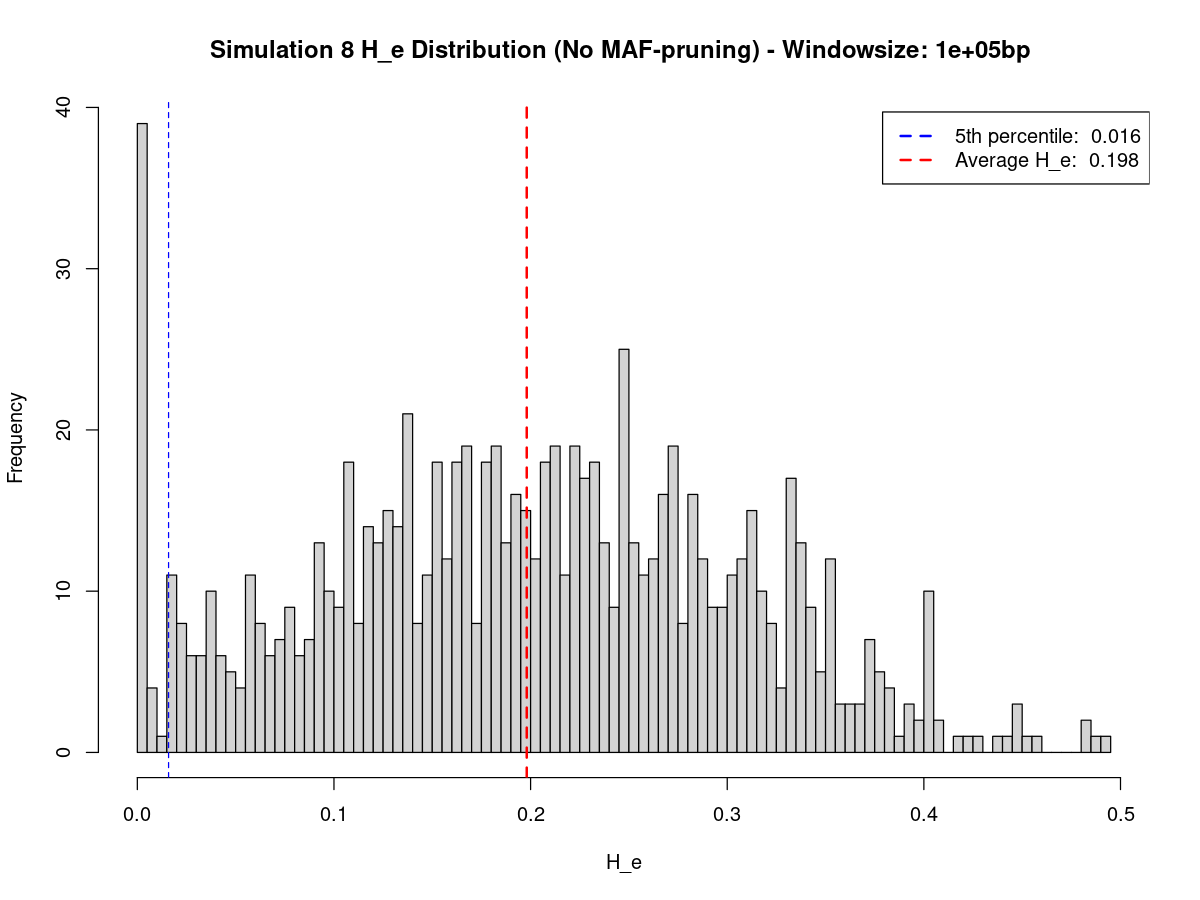 Simulation 8 H_e Distribution (No MAF-pruning) - Windowsize: 1e+05bp
5th percentile:  0.016
Average H_e:  0.198
Frequency
40
30
20
10
0
0.0 0.1 0.2 0.3 0.4 0.5
H_e